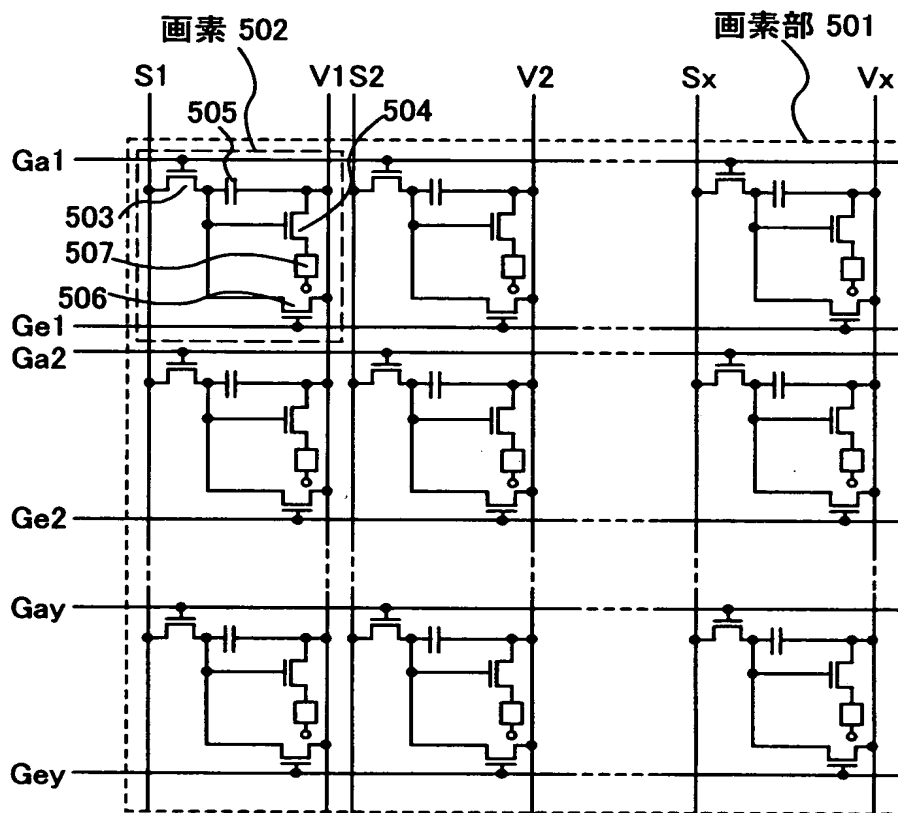 画素 502
画素部 501
S1
V1
S2
V2
Sx
Vx
505
504
Ga1
503
507
506
Ge1
Ga2
Ge2
Gay
Gey